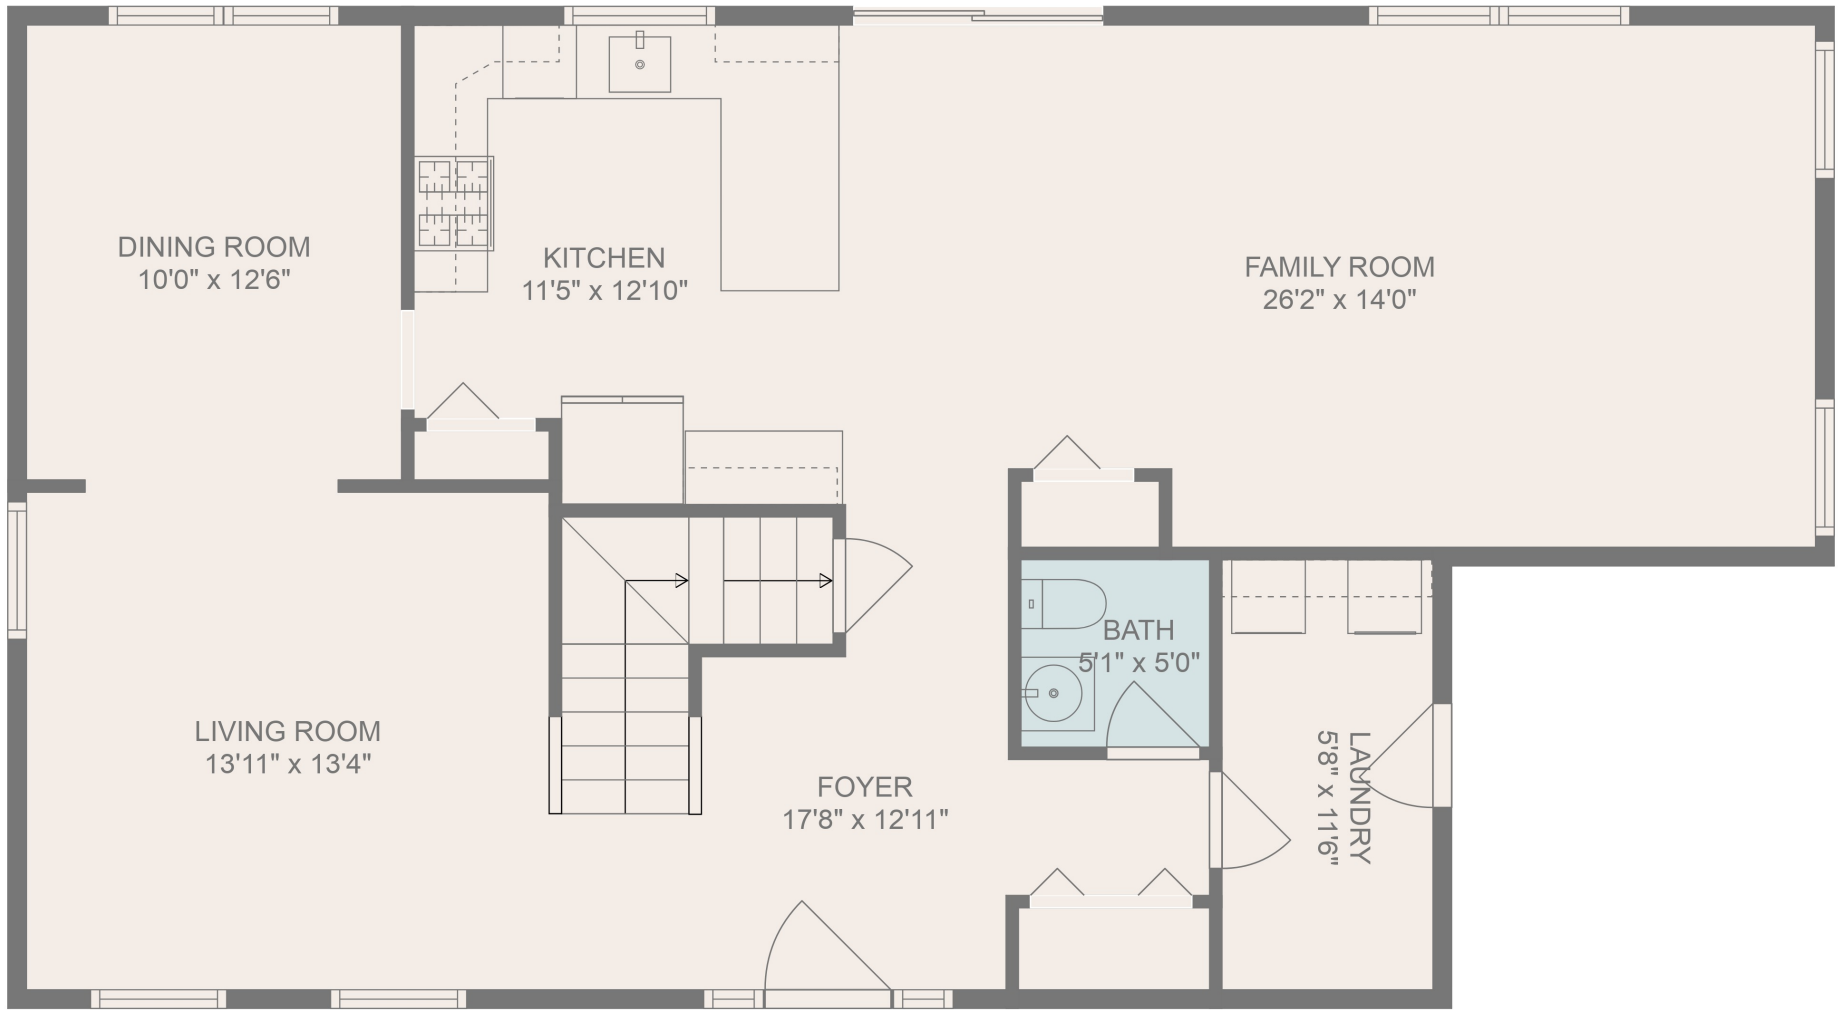 DINING ROOM
10'0" x 12'6"
KITCHEN
11'5" x 12'10"
FAMILY ROOM
26'2" x 14'0"
BATH
5'1" x 5'0"
LIVING ROOM
13'11" x 13'4"
FOYER
17'8" x 12'11"
LAUNDRY
5'8" x 11'6"